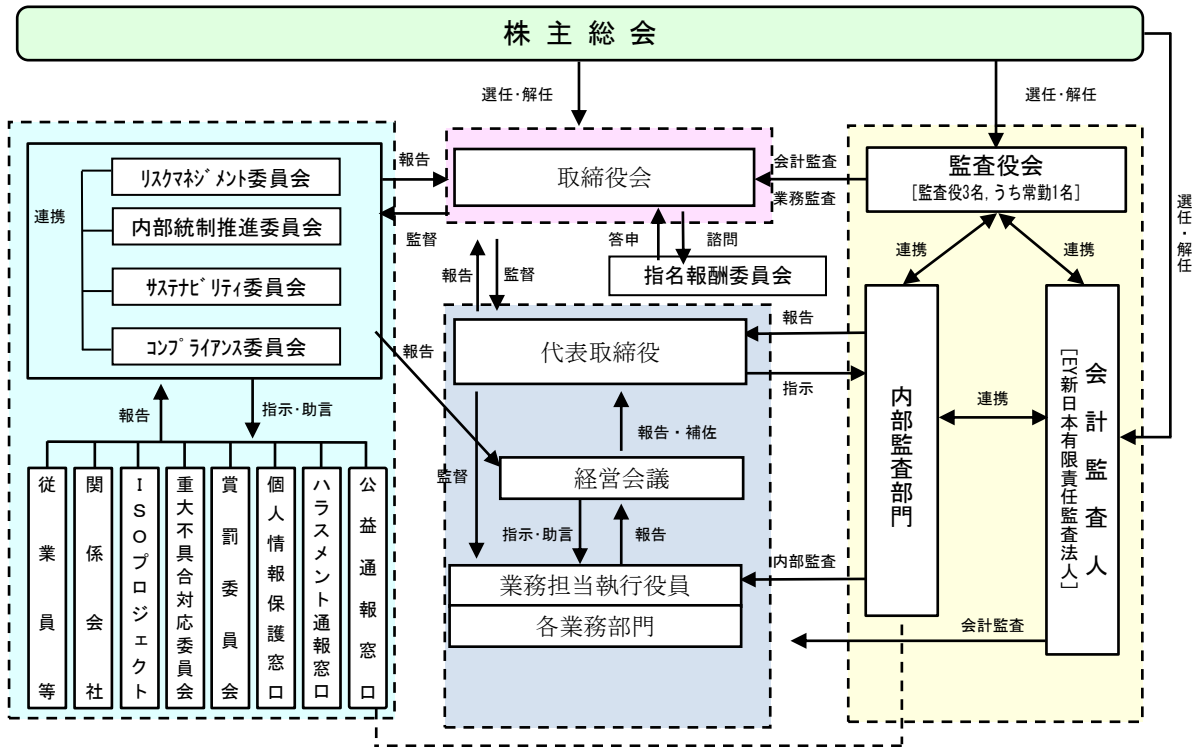 株 主 総 会
選任・解任
選任・解任
選任・解任
報告
監督
リスクマネジメント委員会
連携
内部統制推進委員会
サステナビリティ委員会
コンプライアンス委員会
取締役会
会計監査
業務監査
監査役会
[監査役3名,うち常勤1名]
答申
諮問
指名報酬委員会
報告
監督
連携
連携
報告
代表取締役
報告
指示
報告
指示・助言
報告・補佐
監督
経営会議
指示・助言
報告
業務担当執行役員
各業務部門
内部監査
内部監査部門
連携
会計監査人
[EY新日本有限責任監査法人]
会計監査
従業員等
関係会社
ISOプロジェクト
重大不具合対応委員会
賞罰委員会
個人情報保護窓口
ハラスメント通報窓口
公益通報窓口